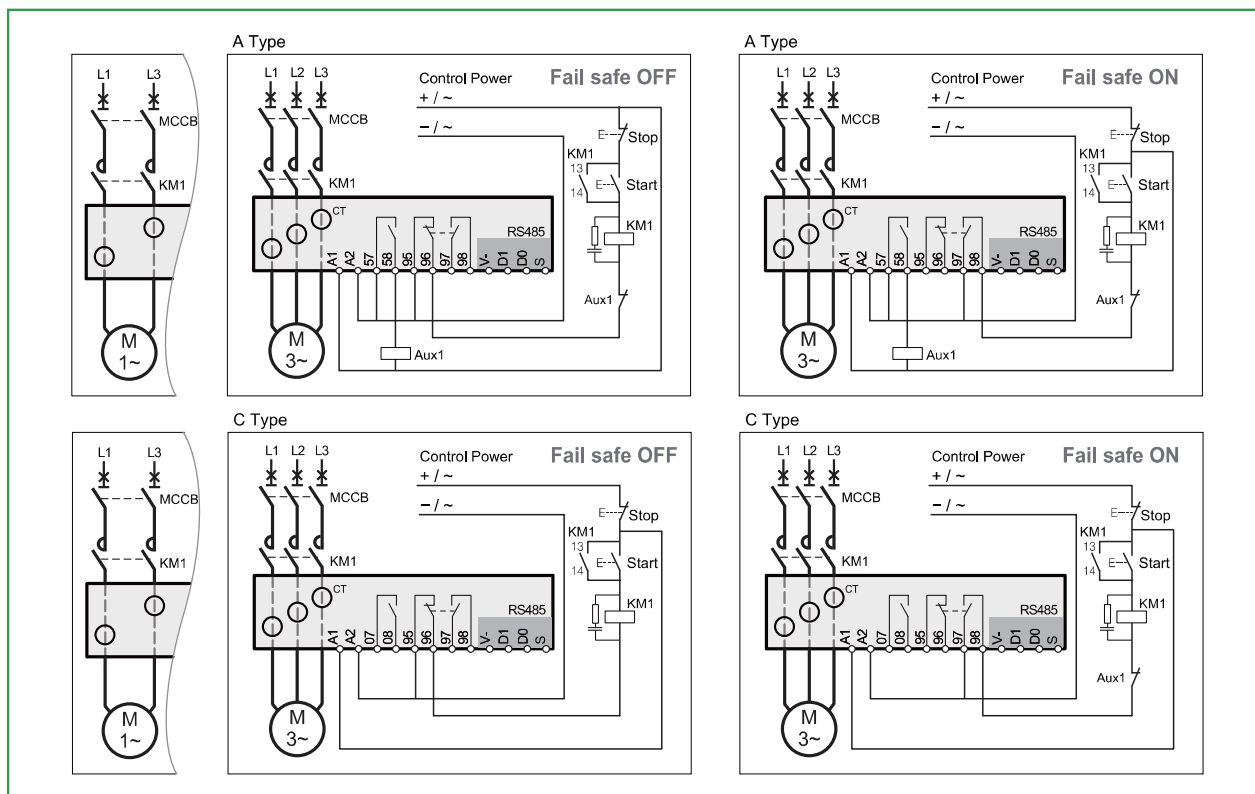 L1 L3
MCCB
KM1
M
1~
A Type
L1 L2 L3
Control Power
Fail safe OFF
+ / ~
MCCB
− / ~
E Stop
KM1
13
14
E Start
KM1
KM1
CT
RS485
A1 A2 57 58 95 96 97 98 V- D1 D0 S
Aux1
M
3~
Aux1
A Type
L1 L2 L3
Control Power
Fail safe ON
+ / ~
MCCB
− / ~
E Stop
KM1
13
14
E Start
KM1
KM1
CT
RS485
A1 A2 57 58 95 96 97 98 V- D1 D0 S
Aux1
M
3~
Aux1
L1 L3
MCCB
KM1
M
1~
C Type
L1 L2 L3
Control Power
Fail safe OFF
+ / ~
MCCB
− / ~
E Stop
KM1
13
14
E Start
KM1
KM1
CT
RS485
A1 A2 07 08 95 96 97 98 V- D1 D0 S
M
3~
C Type
L1 L2 L3
Control Power
Fail safe ON
+ / ~
MCCB
− / ~
E Stop
KM1
13
14
E Start
KM1
KM1
CT
RS485
A1 A2 07 08 95 96 97 98 V- D1 D0 S
Aux1
M
3~